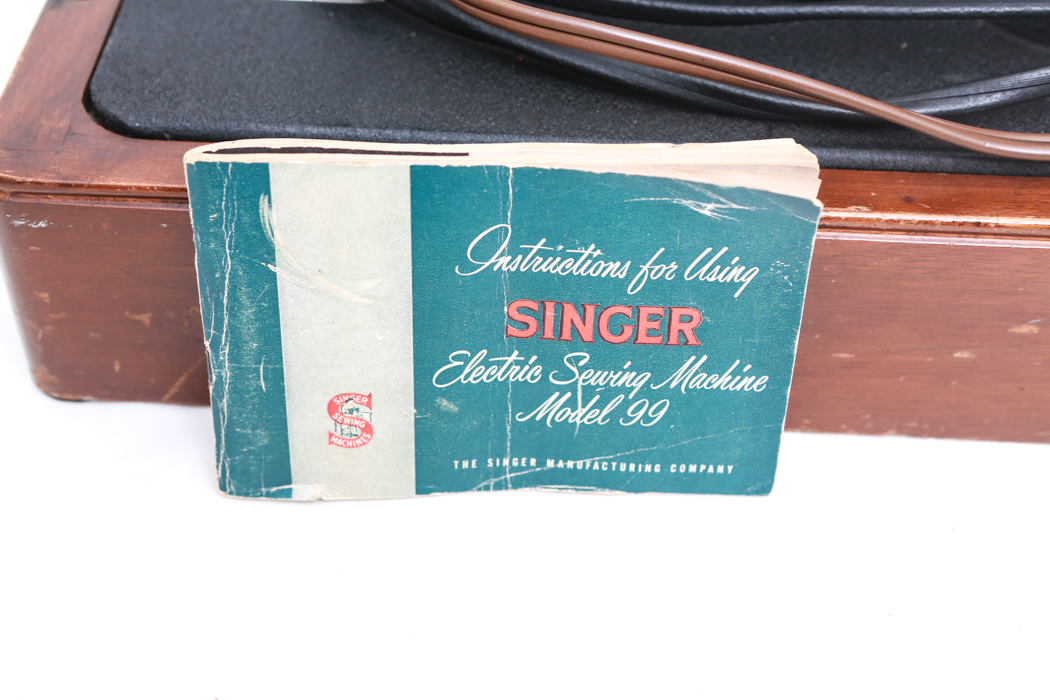 Instructions for Using
SINGER
Electric Sewing Machine
Model 99
THE SINGER MANUFACTURING COMPANY
SINGER
SEWING
MACHINES